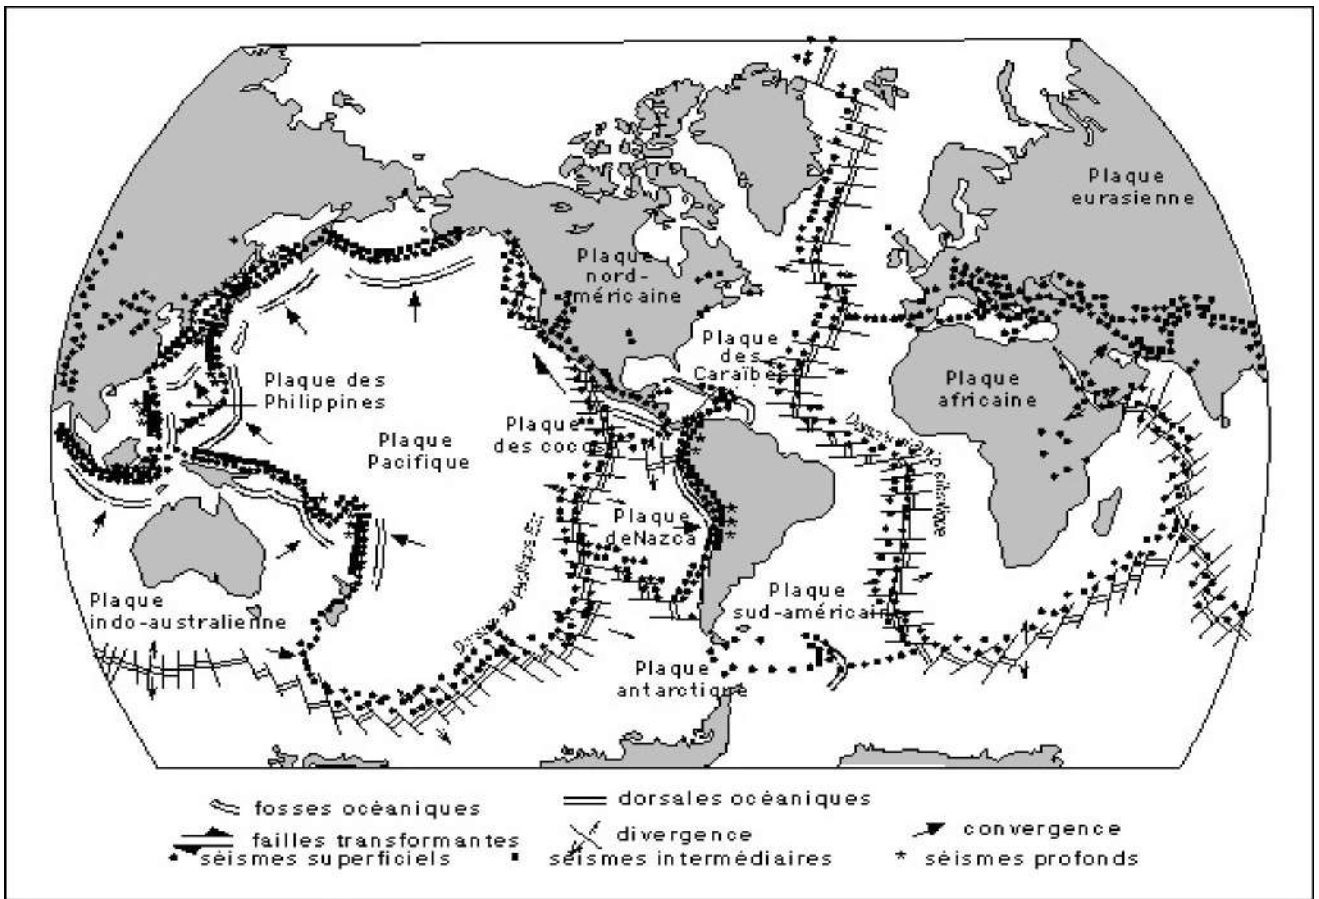 Plaque
eurasienne
Plaque
nord-
américaine
Plaque
des
Caraïbes
Plaque
africaine
Plaque des
Philippines
Plaque
Pacifique
Plaque
des cocos
Plaque
deNazca
Plaque
sud-américain
Plaque
indo-australienne
Plaque
antarctique
fosses océaniques
dorsales océaniques
failles transformantes
divergence
convergence
séismes superficiels
séismes intermédiaires
séismes profonds